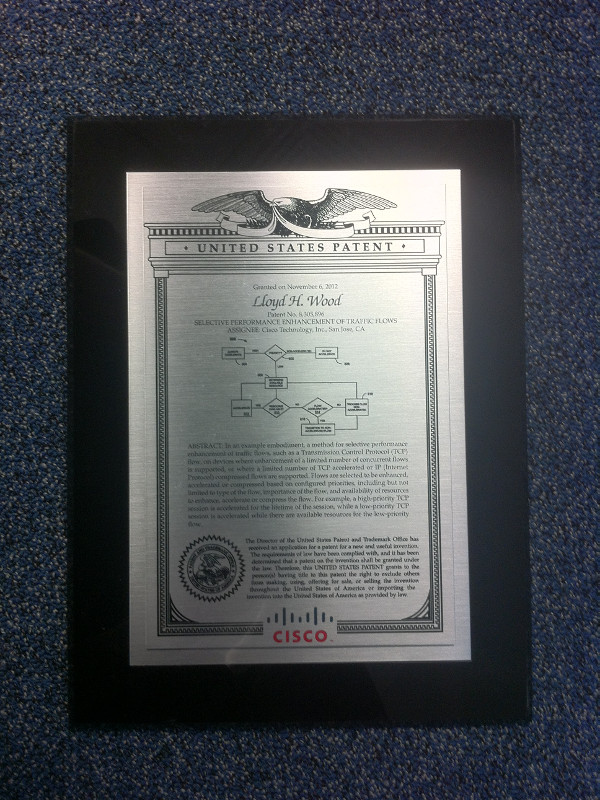 • UNITED STATES PATENT •
Granted on November 6, 2012
Lloyd H. Wood
Patent No. 8,305,896
SELECTIVE PERFORMANCE ENHANCEMENT OF TRAFFIC FLOWS
ASSIGNEE: Cisco Technology, Inc., San Jose, CA
ABSTRACT: In an example embodiment, a method for selective performance
enhancement of traffic flows, such as a Transmission Control Protocol (TCP)
flow, on devices where enhancement of a limited number of concurrent flows
is supported, or where a limited number of TCP accelerated or IP (Internet
Protocol) compressed flows are supported. Flows are selected to be enhanced,
accelerated or compressed based on configured priorities, including but not
limited to type of the flow, importance of the flow, and availability of resources
to enhance, accelerate or compress the flow. For example, a high-priority TCP
session is accelerated for the lifetime of the session, while a low-priority TCP
session is accelerated while there are available resources for the low-priority
flow.
The Director of the United States Patent and Trademark Office has
received an application for a patent for a new and useful invention.
The requirements of law have been complied with, and it has been
determined that a patent on the invention shall be granted under
the law. Therefore, this UNITED STATES PATENT grants to the
person(s) having title to this patent the right to exclude others
from making, using, offering for sale, or selling the invention
throughout the United States of America or importing the
invention into the United States of America as provided by law.
CISCO